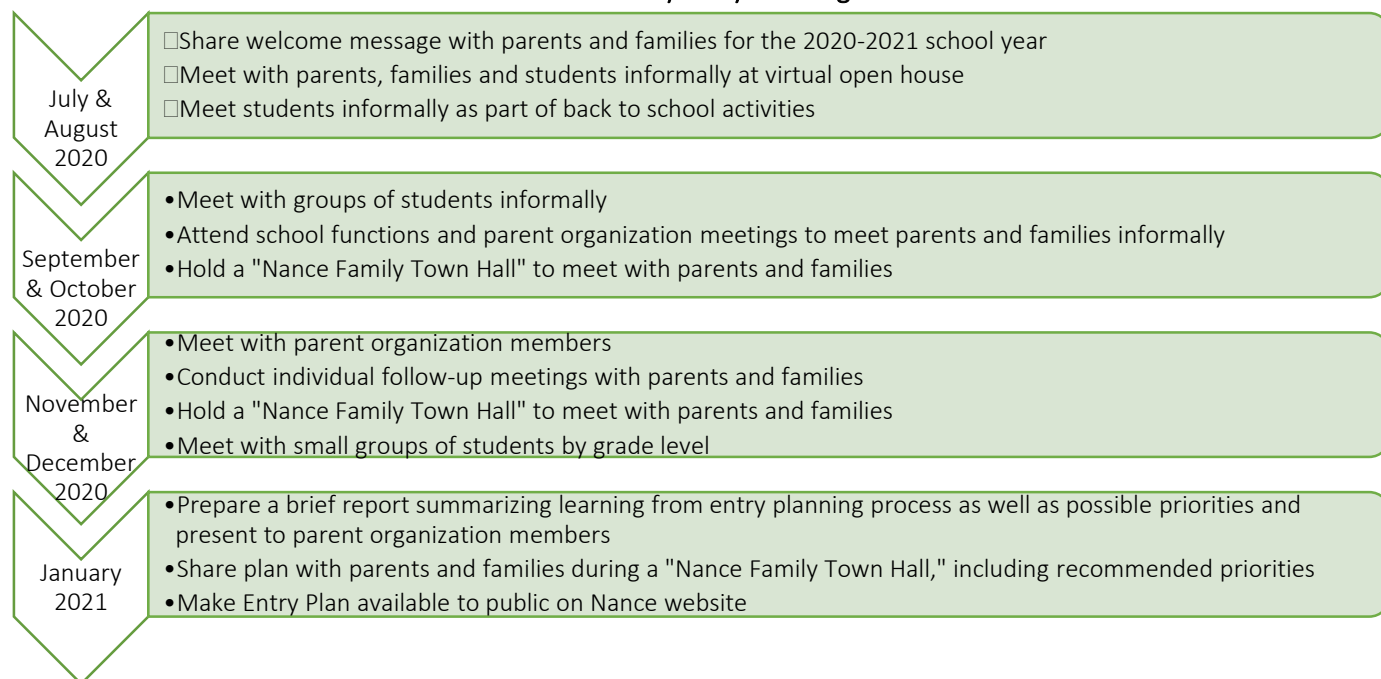 July &
August
2020
□Share welcome message with parents and families for the 2020-2021 school year
□Meet with parents, families and students informally at virtual open house
□Meet students informally as part of back to school activities
September
& October
2020
•Meet with groups of students informally
•Attend school functions and parent organization meetings to meet parents and families informally
•Hold a "Nance Family Town Hall" to meet with parents and families
November
&
December
2020
•Meet with parent organization members
•Conduct individual follow-up meetings with parents and families
•Hold a "Nance Family Town Hall" to meet with parents and families
•Meet with small groups of students by grade level
January
2021
•Prepare a brief report summarizing learning from entry planning process as well as possible priorities and
present to parent organization members
•Share plan with parents and families during a "Nance Family Town Hall," including recommended priorities
•Make Entry Plan available to public on Nance website